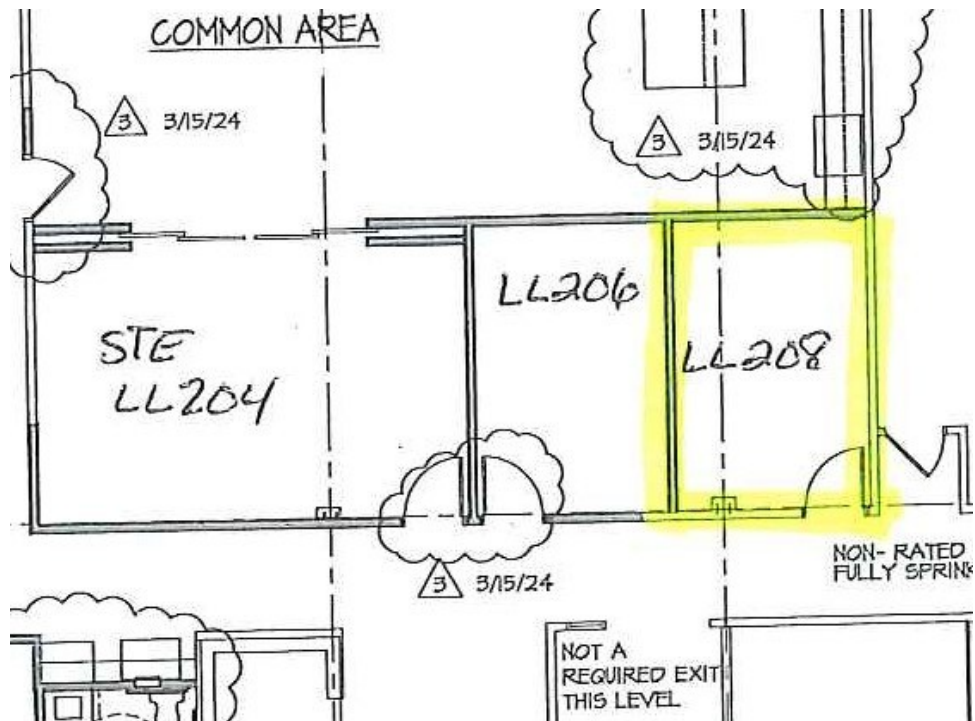 COMMON AREA
3 3/15/24
3 3/15/24
LL206
STE
LL204
LL208
3 3/15/24
NON-RATED
FULLY SPRINK
NOT A
REQUIRED EXIT
THIS LEVEL